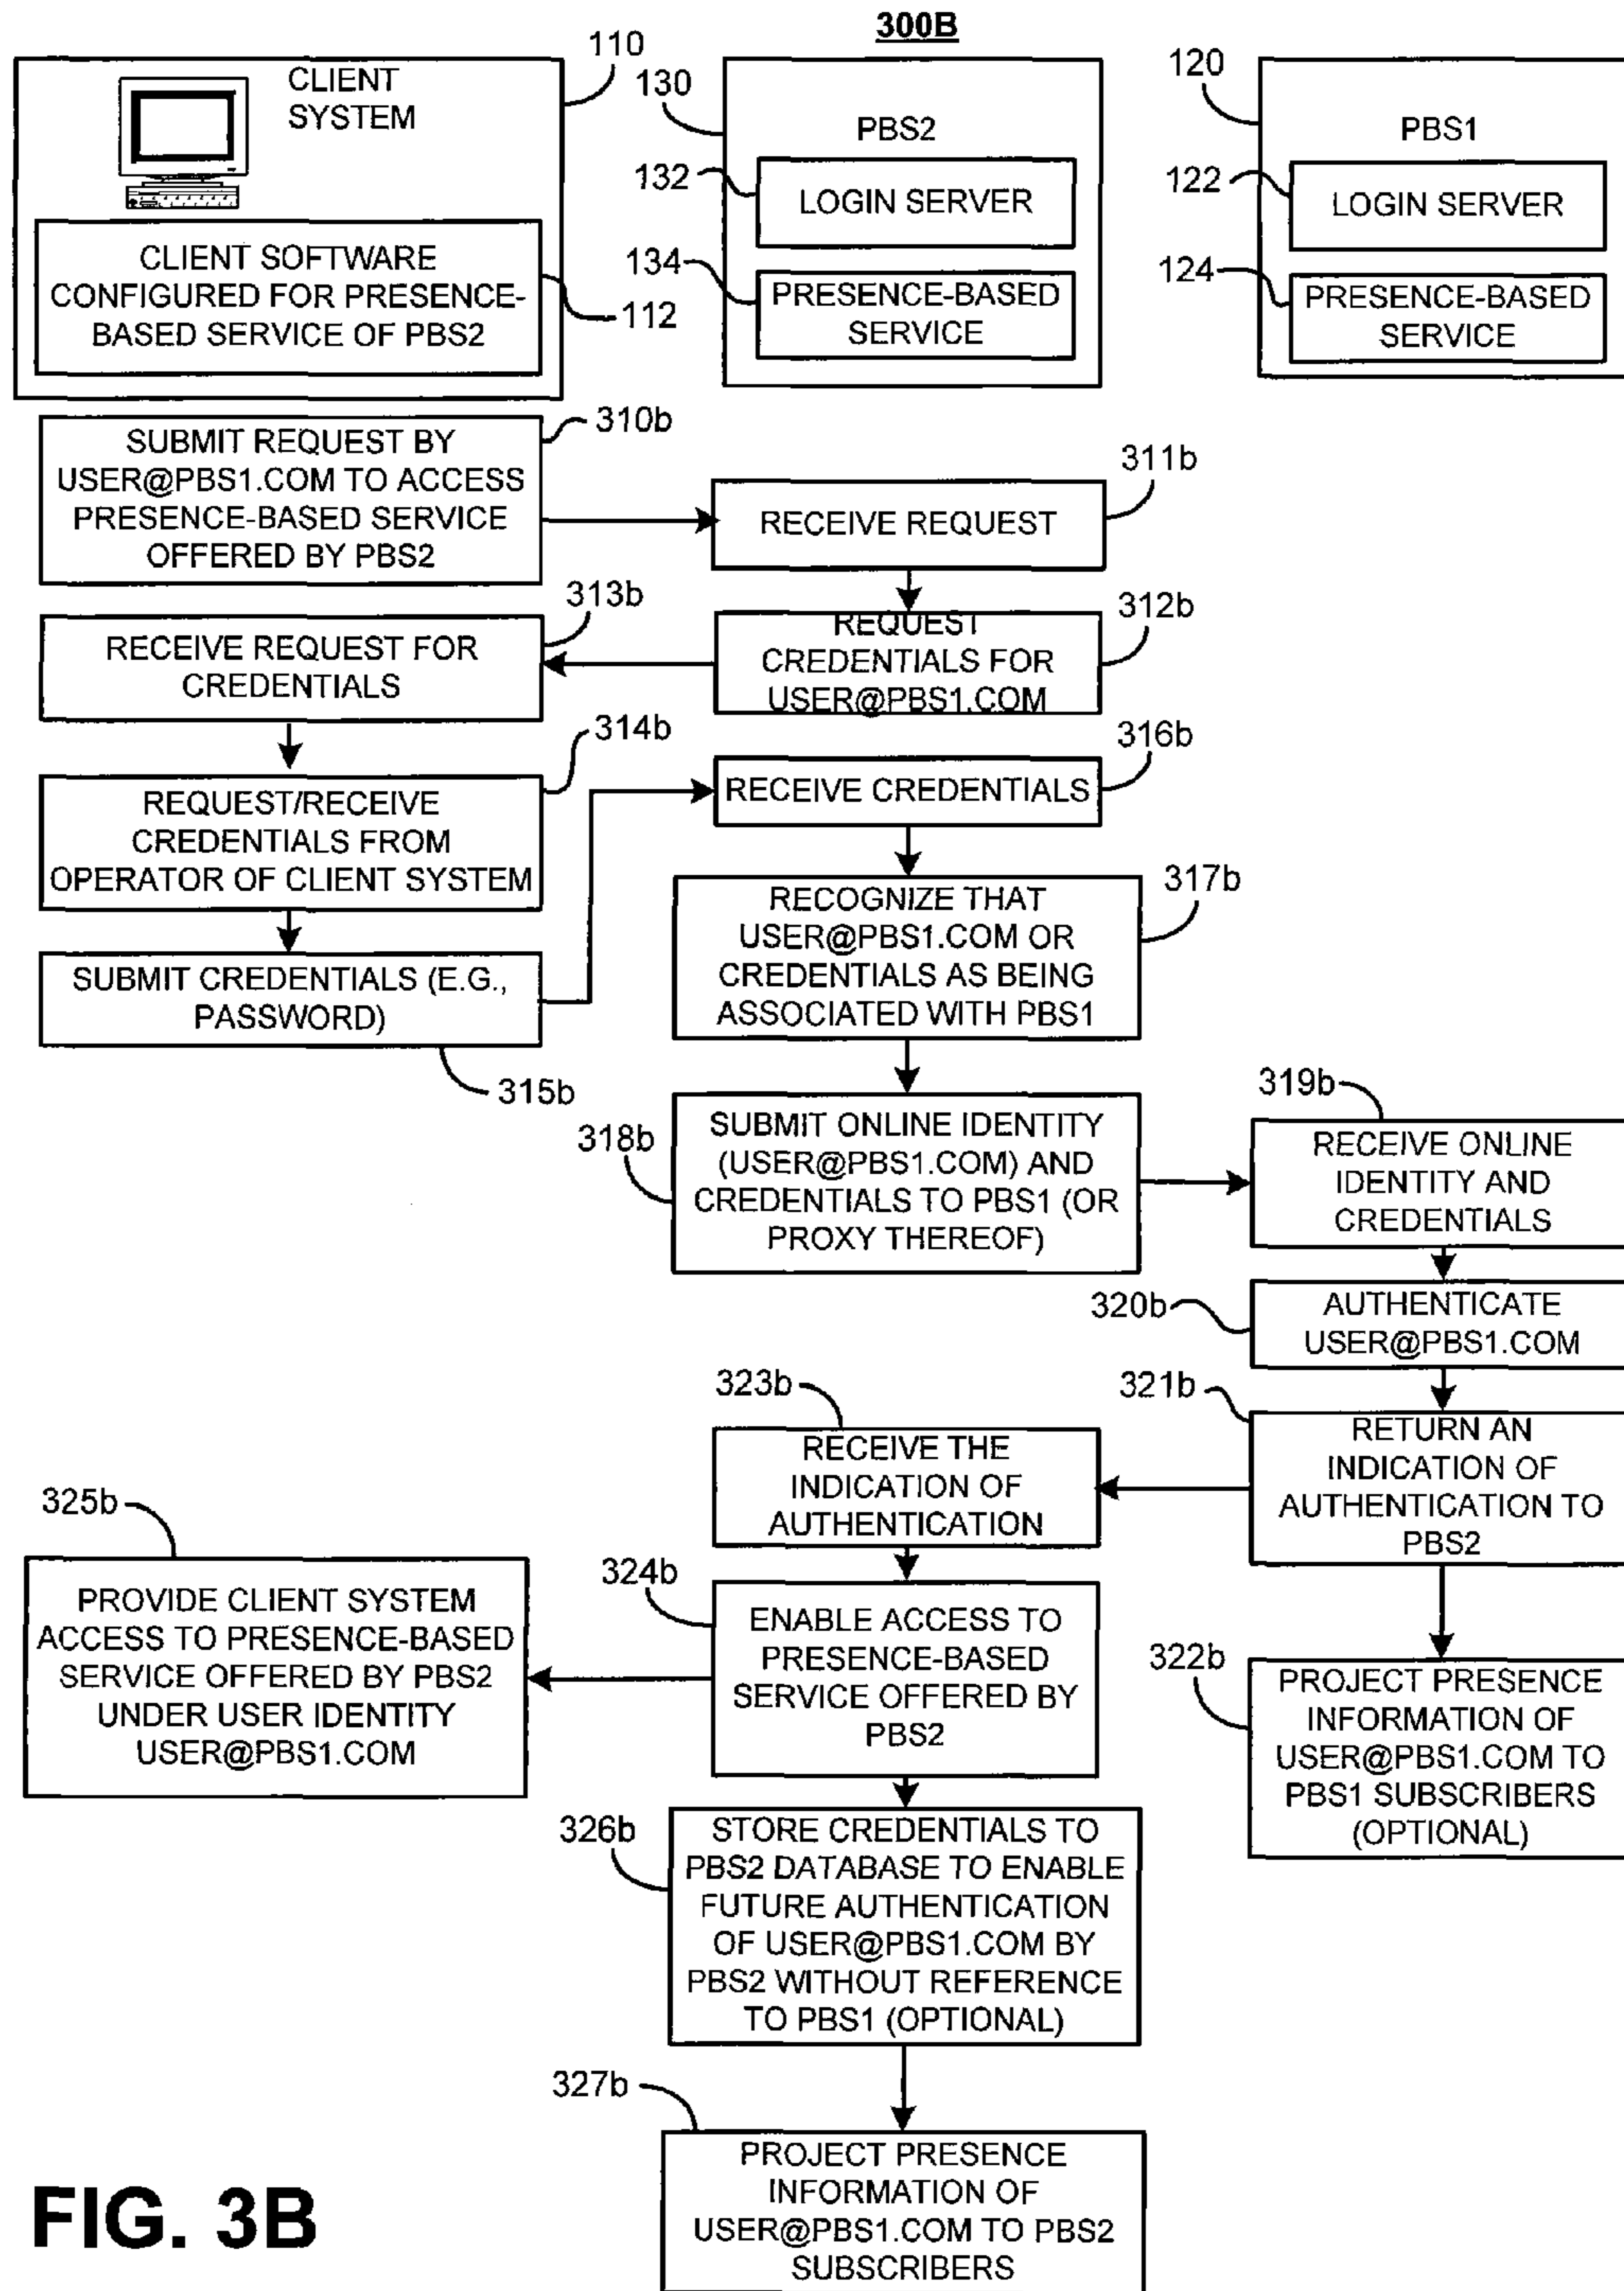 300B
CLIENT
SYSTEM
110
CLIENT SOFTWARE
CONFIGURED FOR PRESENCE-
BASED SERVICE OF PBS2
112
130
PBS2
132
LOGIN SERVER
134
PRESENCE-BASED
SERVICE
120
PBS1
122
LOGIN SERVER
124
PRESENCE-BASED
SERVICE
310b
SUBMIT REQUEST BY
USER@PBS1.COM TO ACCESS
PRESENCE-BASED SERVICE
OFFERED BY PBS2
311b
RECEIVE REQUEST
312b
REQUEST
CREDENTIALS FOR
USER@PBS1.COM
313b
RECEIVE REQUEST FOR
CREDENTIALS
314b
REQUEST/RECEIVE
CREDENTIALS FROM
OPERATOR OF CLIENT SYSTEM
SUBMIT CREDENTIALS (E.G.,
PASSWORD)
315b
316b
RECEIVE CREDENTIALS
317b
RECOGNIZE THAT
USER@PBS1.COM OR
CREDENTIALS AS BEING
ASSOCIATED WITH PBS1
318b
SUBMIT ONLINE IDENTITY
(USER@PBS1.COM) AND
CREDENTIALS TO PBS1 (OR
PROXY THEREOF)
319b
RECEIVE ONLINE
IDENTITY AND
CREDENTIALS
320b
AUTHENTICATE
USER@PBS1.COM
321b
RETURN AN
INDICATION OF
AUTHENTICATION TO
PBS2
322b
PROJECT PRESENCE
INFORMATION OF
USER@PBS1.COM TO
PBS1 SUBSCRIBERS
(OPTIONAL)
323b
RECEIVE THE
INDICATION OF
AUTHENTICATION
324b
ENABLE ACCESS TO
PRESENCE-BASED
SERVICE OFFERED BY
PBS2
325b
PROVIDE CLIENT SYSTEM
ACCESS TO PRESENCE-BASED
SERVICE OFFERED BY PBS2
UNDER USER IDENTITY
USER@PBS1.COM
326b
STORE CREDENTIALS TO
PBS2 DATABASE TO ENABLE
FUTURE AUTHENTICATION
OF USER@PBS1.COM BY
PBS2 WITHOUT REFERENCE
TO PBS1 (OPTIONAL)
327b
PROJECT PRESENCE
INFORMATION OF
USER@PBS1.COM TO PBS2
SUBSCRIBERS
FIG. 3B